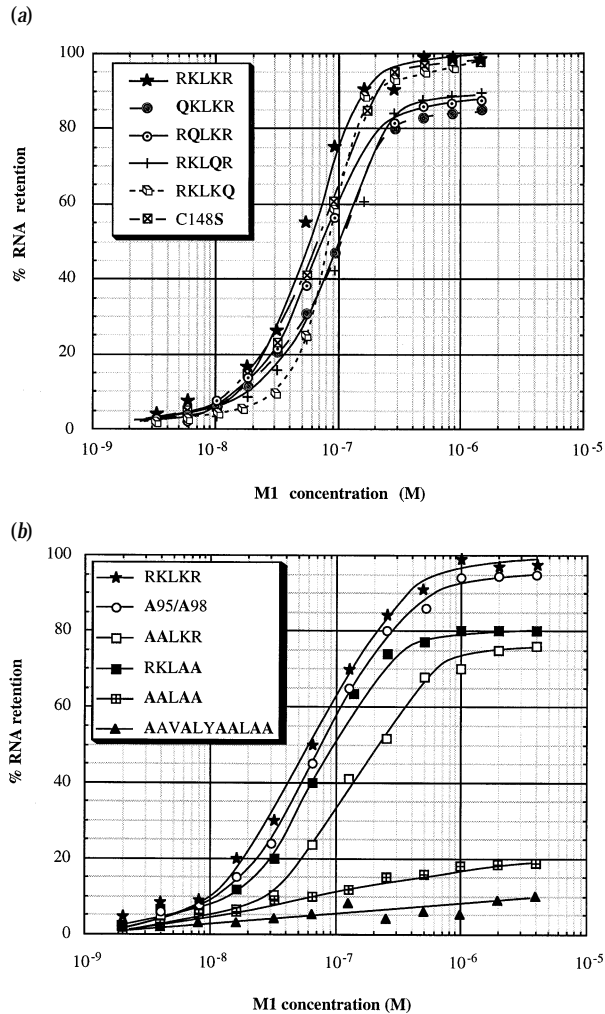 (a)
100
80
60
40
20
0
% RNA retention
RKLKR
QKLKR
RQLKR
RKLQR
RKLKQ
C148S
10-9 10-8 10-7 10-6 10-5
M1 concentration (M)
(b)
100
80
60
40
20
0
% RNA retention
RKLKR
A95/A98
AALKR
RKLAA
AALAA
AAVALYAALAA
10-9 10-8 10-7 10-6 10-5
M1 concentration (M)